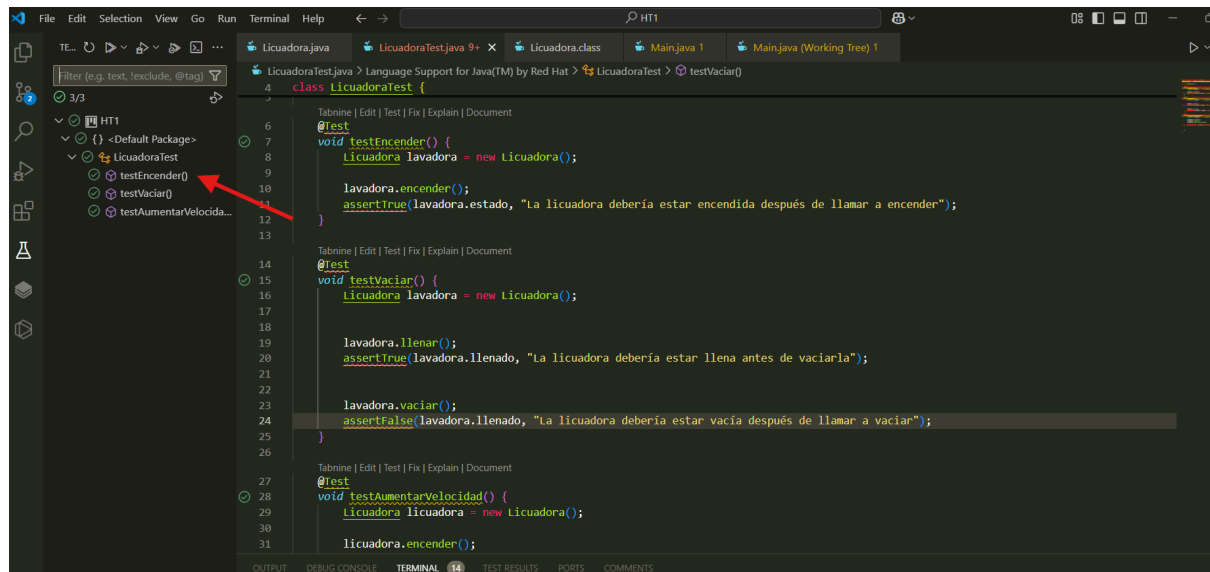 File Edit Selection View Go Run Terminal Help HT1
TE...
Licuadora.java LicuadoraTest.java 9+ Licuadora.class Main.java 1 Main.java (Working Tree) 1
Filter (e.g. text, !exclude, @tag)
3/3
HT1
{} <Default Package>
LicuadoraTest
testEncender()
testVaciar()
testAumentarVelocida...
2
LicuadoraTest.java > Language Support for Java(TM) by Red Hat > LicuadoraTest > testVaciar()
4 class LicuadoraTest {
Tabnine | Edit | Test | Fix | Explain | Document
6 @Test
7 void testEncender() {
8 Licuadora lavadora = new Licuadora();
9
10 lavadora.encender();
11 assertTrue(lavadora.estado, "La licuadora debería estar encendida después de llamar a encender");
12 }
13
Tabnine | Edit | Test | Fix | Explain | Document
14 @Test
15 void testVaciar() {
16 Licuadora lavadora = new Licuadora();
17
18
19 lavadora.llenar();
20 assertTrue(lavadora.llenado, "La licuadora debería estar llena antes de vaciarla");
21
22
23 lavadora.vaciar();
24 assertFalse(lavadora.llenado, "La licuadora debería estar vacía después de llamar a vaciar");
25 }
26
Tabnine | Edit | Test | Fix | Explain | Document
27 @Test
28 void testAumentarVelocidad() {
29 Licuadora licuadora = new Licuadora();
30
31 licuadora.encender();
OUTPUT DEBUG CONSOLE TERMINAL 14 TEST RESULTS PORTS COMMENTS